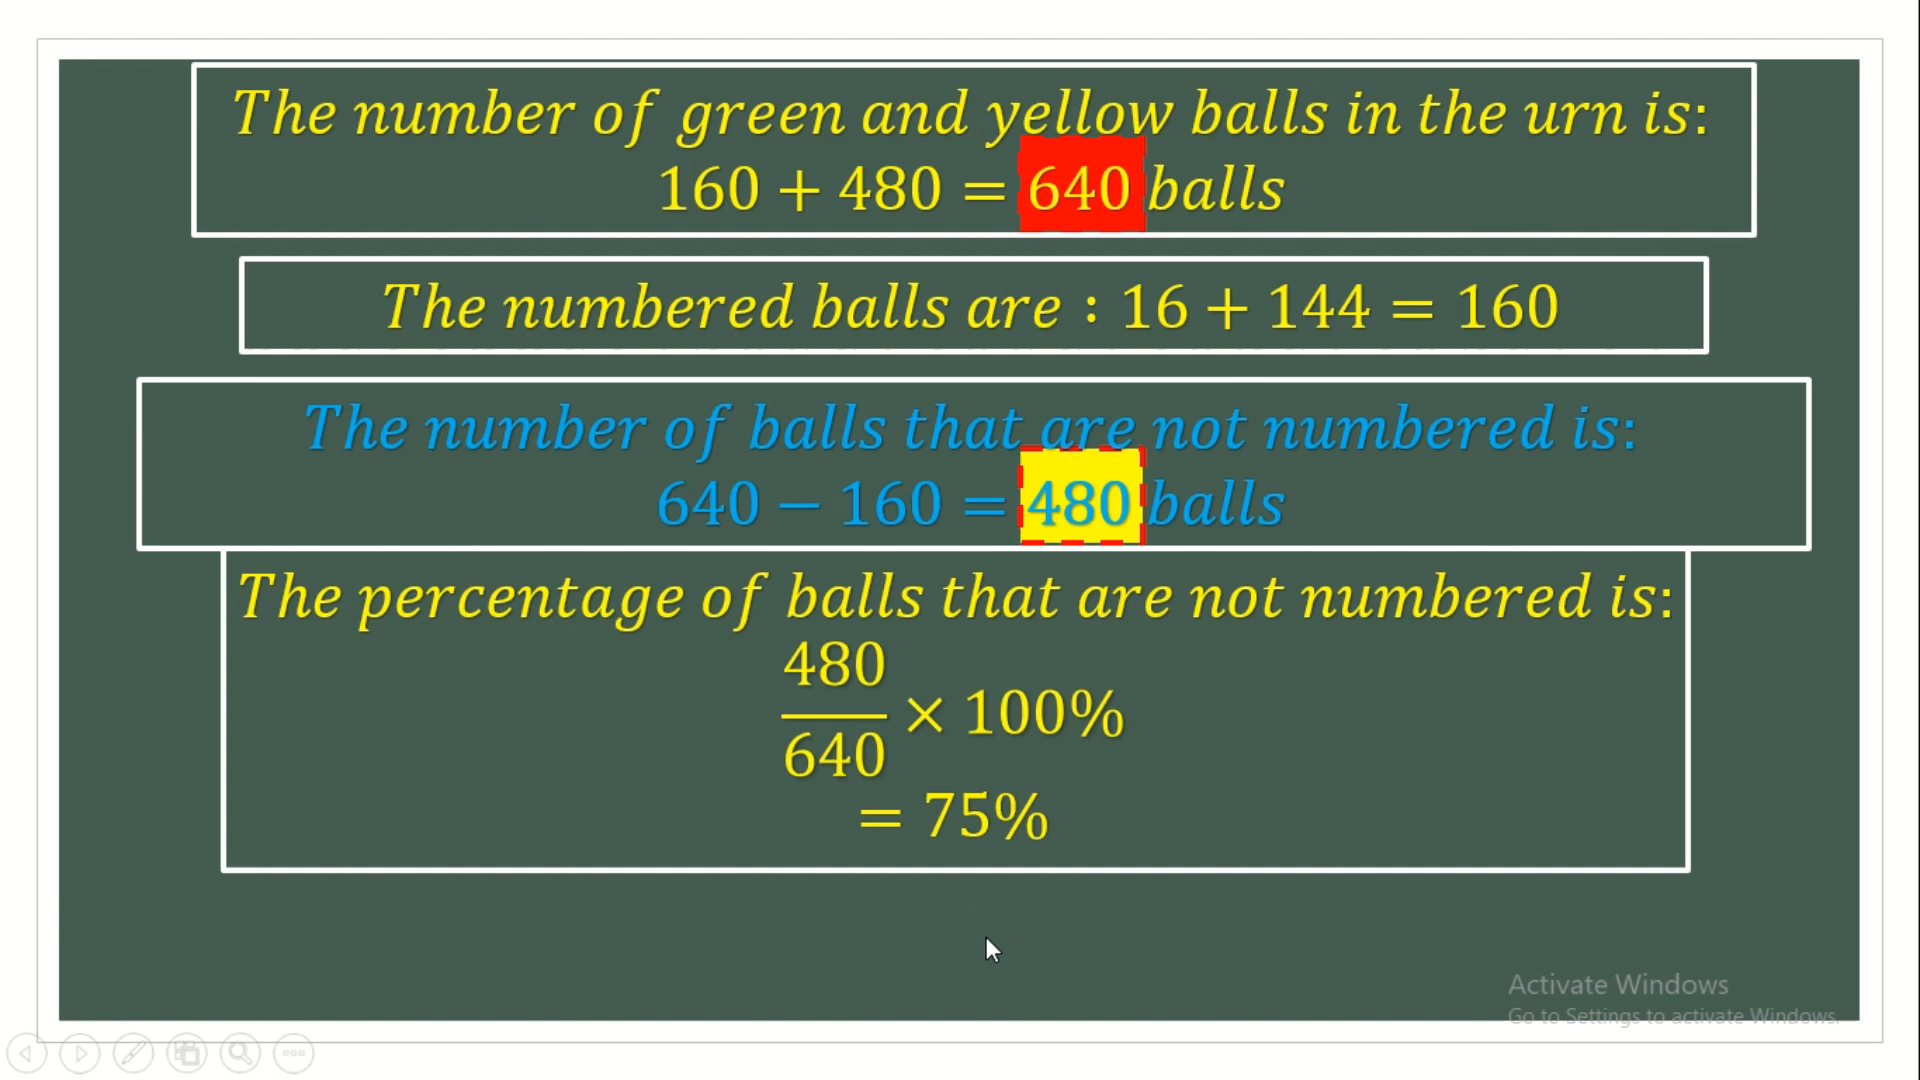 The number of green and yellow balls in the urn is:
160 + 480 = 640 balls
The numbered balls are : 16 + 144 = 160
The number of balls that are not numbered is:
640 − 160 = 480 balls
The percentage of balls that are not numbered is:
480
640
× 100%
= 75%
Activate Windows
Go to Settings to activate Windows.